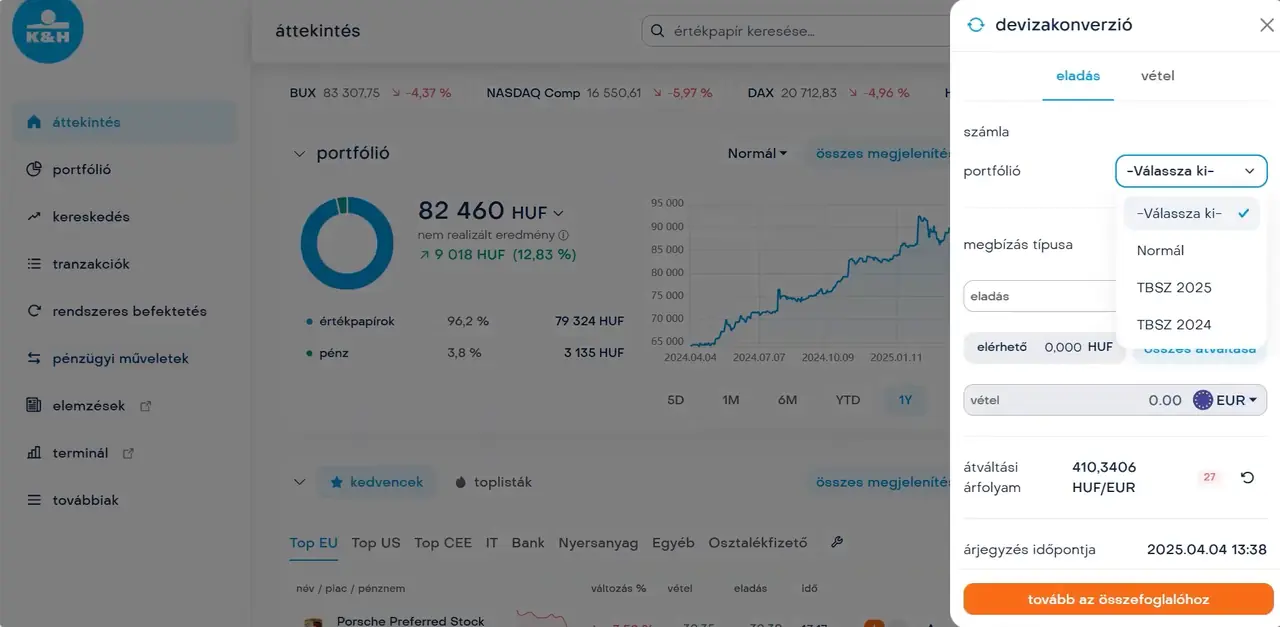 K&H
áttekintés
értékpapír keresése...
BUX 83 307,75 -4,37 % NASDAQ Comp 16 550,61 -5,97 % DAX 20 712,83 -4,96 %
áttekintés
portfólió
kereskedés
tranzakciók
rendszeres befektetés
pénzügyi műveletek
elemzések
terminál
továbbiak
portfólió Normál összes megjelenítés
82 460 HUF
nem realizált eredmény
9 018 HUF (12,83 %)
értékpapírok 96,2 % 79 324 HUF
pénz 3,8 % 3 135 HUF
95 000
90 000
85 000
80 000
75 000
70 000
65 000
2024.04.04 2024.07.07 2024.10.09 2025.01.11
5D 1M 6M YTD 1Y
kedvencek toplisták összes megjelenítés
Top EU Top US Top CEE IT Bank Nyersanyag Egyéb Osztalékfizető
név / piac / pénznem változás % vétel eladás idő
Porsche Preferred Stock
devizakonverzió
eladás vétel
számla
portfólió -Válassza ki-
-Válassza ki-
Normál
TBSZ 2025
TBSZ 2024
megbízás típusa
eladás
elérhető 0,000 HUF összes átváltása
vétel 0.00 EUR
átváltási árfolyam
410,3406 HUF/EUR
27
árjegyzés időpontja 2025.04.04 13:38
tovább az összefoglalóhoz